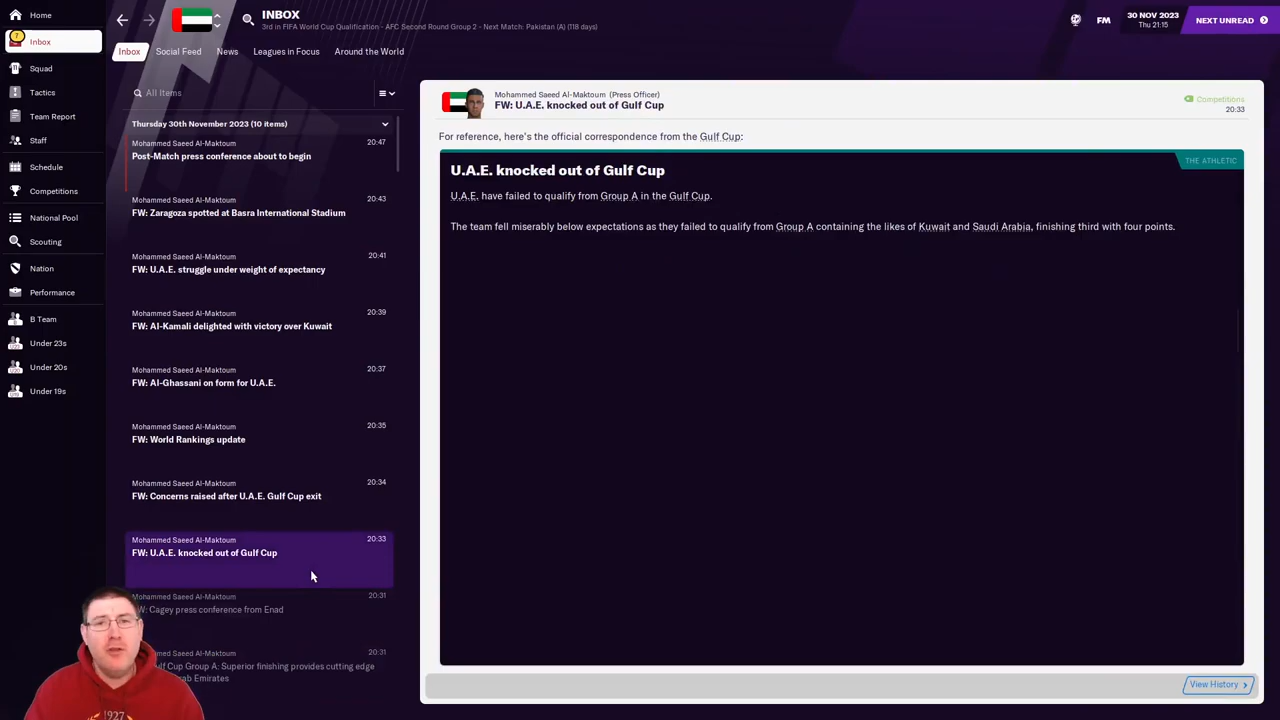 Home
Inbox
7
Squad
Tactics
Team Report
Staff
Schedule
Competitions
National Pool
Scouting
Nation
Performance
B Team
Under 23s
Under 20s
Under 19s
INBOX
3rd in FIFA World Cup Qualification - AFC Second Round Group 2 - Next Match: Pakistan (A) (118 days)
FM
30 NOV 2023
Thu 21:15
NEXT UNREAD
Inbox Social Feed News Leagues in Focus Around the World
All Items
Thursday 30th November 2023 (10 items)
Mohammed Saeed Al-Maktoum 20:47
Post-Match press conference about to begin
Mohammed Saeed Al-Maktoum 20:43
FW: Zaragoza spotted at Basra International Stadium
Mohammed Saeed Al-Maktoum 20:41
FW: U.A.E. struggle under weight of expectancy
Mohammed Saeed Al-Maktoum 20:39
FW: Al-Kamali delighted with victory over Kuwait
Mohammed Saeed Al-Maktoum 20:37
FW: Al-Ghassani on form for U.A.E.
Mohammed Saeed Al-Maktoum 20:35
FW: World Rankings update
Mohammed Saeed Al-Maktoum 20:34
FW: Concerns raised after U.A.E. Gulf Cup exit
Mohammed Saeed Al-Maktoum 20:33
FW: U.A.E. knocked out of Gulf Cup
Mohammed Saeed Al-Maktoum 20:31
Cagey press conference from Enad
Saeed Al-Maktoum 20:31
Cup Group A: Superior finishing provides cutting edge
Emirates
Mohammed Saeed Al-Maktoum (Press Officer)
FW: U.A.E. knocked out of Gulf Cup
Competitions
20:33
For reference, here's the official correspondence from the Gulf Cup:
THE ATHLETIC
U.A.E. knocked out of Gulf Cup
U.A.E. have failed to qualify from Group A in the Gulf Cup.
The team fell miserably below expectations as they failed to qualify from Group A containing the likes of Kuwait and Saudi Arabia, finishing third with four points.
View History
1927